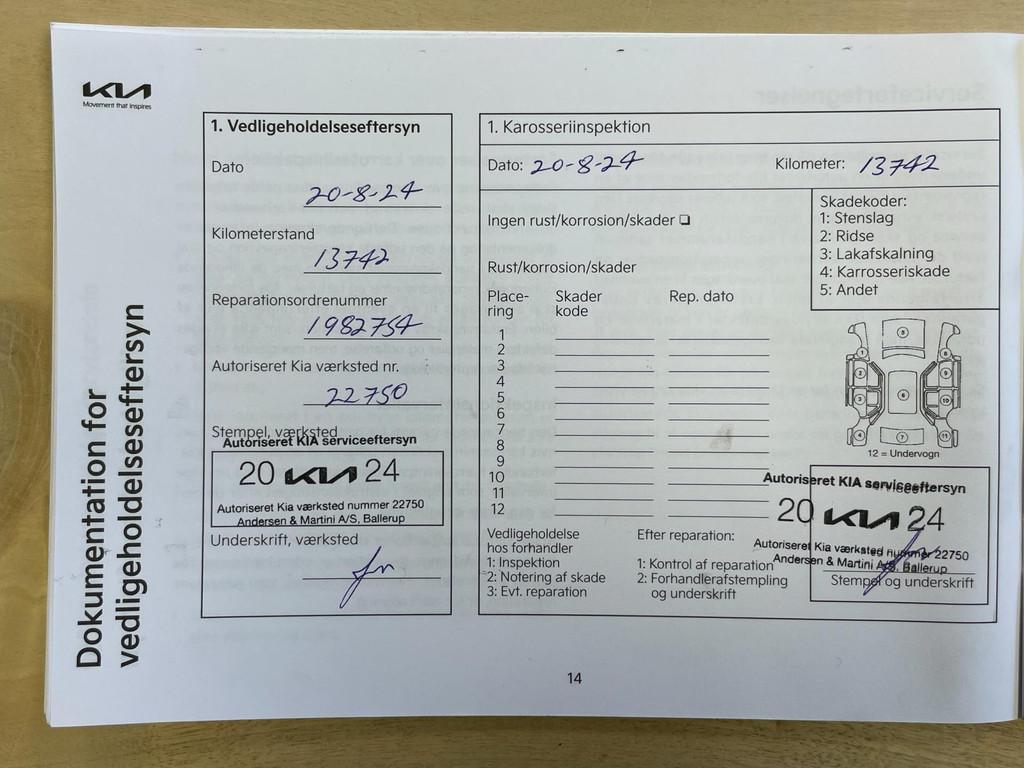 KIA
Movement that inspires
Dokumentation for
vedligeholdelseseftersyn
1. Vedligeholdelseseftersyn
Dato
20-8-24
Kilometerstand
13742
Reparationsordrenummer
1982754
Autoriseret Kia værksted nr.
22750
Stempel, værksted
Autoriseret KIA serviceeftersyn
20 KIA 24
Autoriseret Kia værksted nummer 22750
Andersen & Martini A/S, Ballerup
Underskrift, værksted
1. Karosseriinspektion
Dato: 20-8-24 Kilometer: 13742
Ingen rust/korrosion/skader
Rust/korrosion/skader
Place-
ring
Skader
kode
Rep. dato
1
2
3
4
5
6
7
8
9
10
11
12
Skadekoder:
1: Stenslag
2: Ridse
3: Lakafskalning
4: Karrosseriskade
5: Andet
12 = Undervogn
Vedligeholdelse
hos forhandler
1: Inspektion
2: Notering af skade
3: Evt. reparation
Efter reparation:
1: Kontrol af reparation
2: Forhandlerafstempling
og underskrift
Autoriseret KIA serviceeftersyn
20 KIA 24
Autoriseret Kia værksted nummer 22750
Andersen & Martini A/S, Ballerup
Stempel og underskrift
14